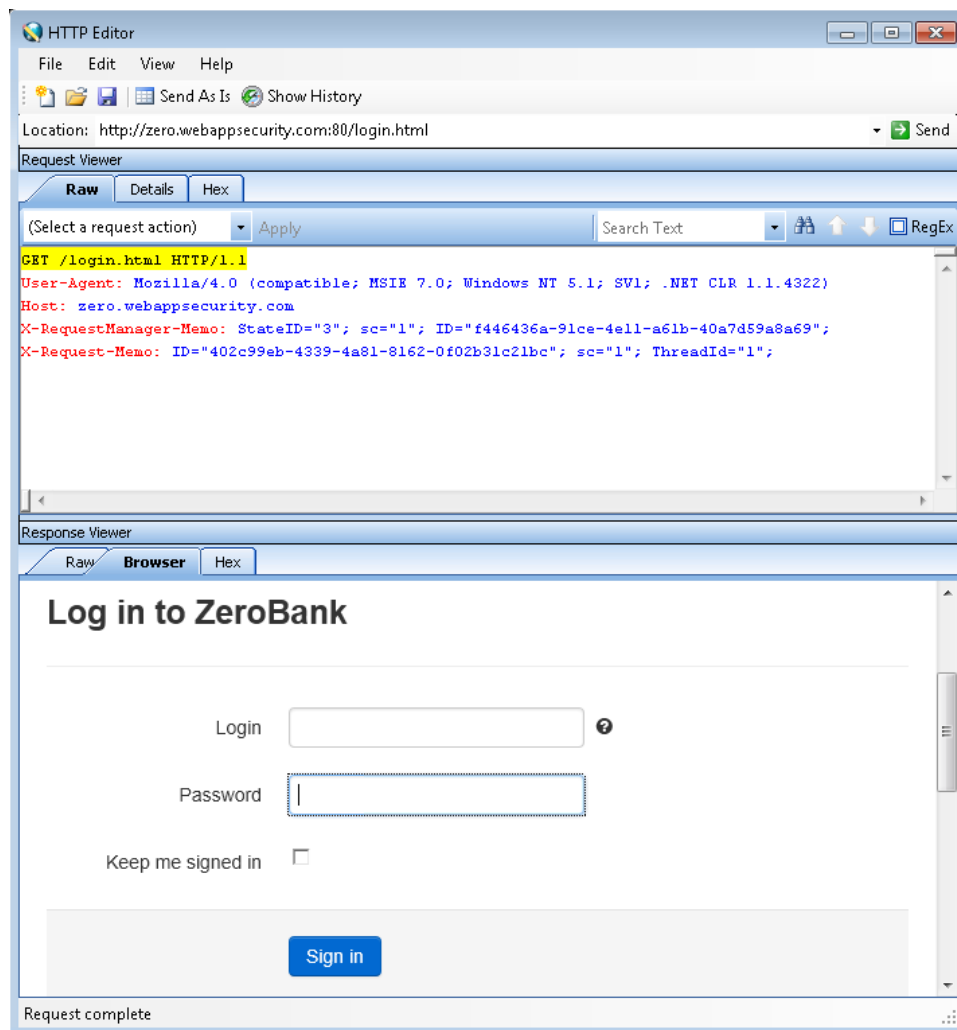 HTTP Editor
File Edit View Help
Send As Is Show History
Location: http://zero.webappsecurity.com:80/login.html Send
Request Viewer
Raw Details Hex
(Select a request action) Apply Search Text RegEx
GET /login.html HTTP/1.1
User-Agent: Mozilla/4.0 (compatible; MSIE 7.0; Windows NT 5.1; SV1; .NET CLR 1.1.4322)
Host: zero.webappsecurity.com
X-RequestManager-Memo: StateID="3"; sc="1"; ID="f446436a-91ce-4e11-a61b-40a7d59a8a69";
X-Request-Memo: ID="402c99eb-4339-4a81-8162-0f02b31c21bc"; sc="1"; ThreadId="1";
Response Viewer
Raw Browser Hex
Log in to ZeroBank
Login
Password
Keep me signed in
Sign in
Request complete